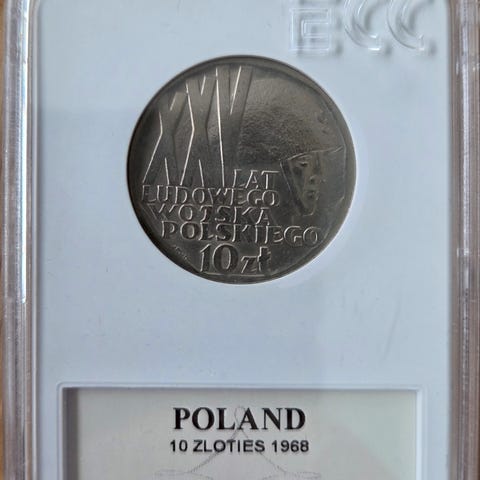 ECC
XXV
LAT
LUDOWEGO
WOJSKA
POLSKIEGO
10 zł
POLAND
10 ZLOTIES 1968